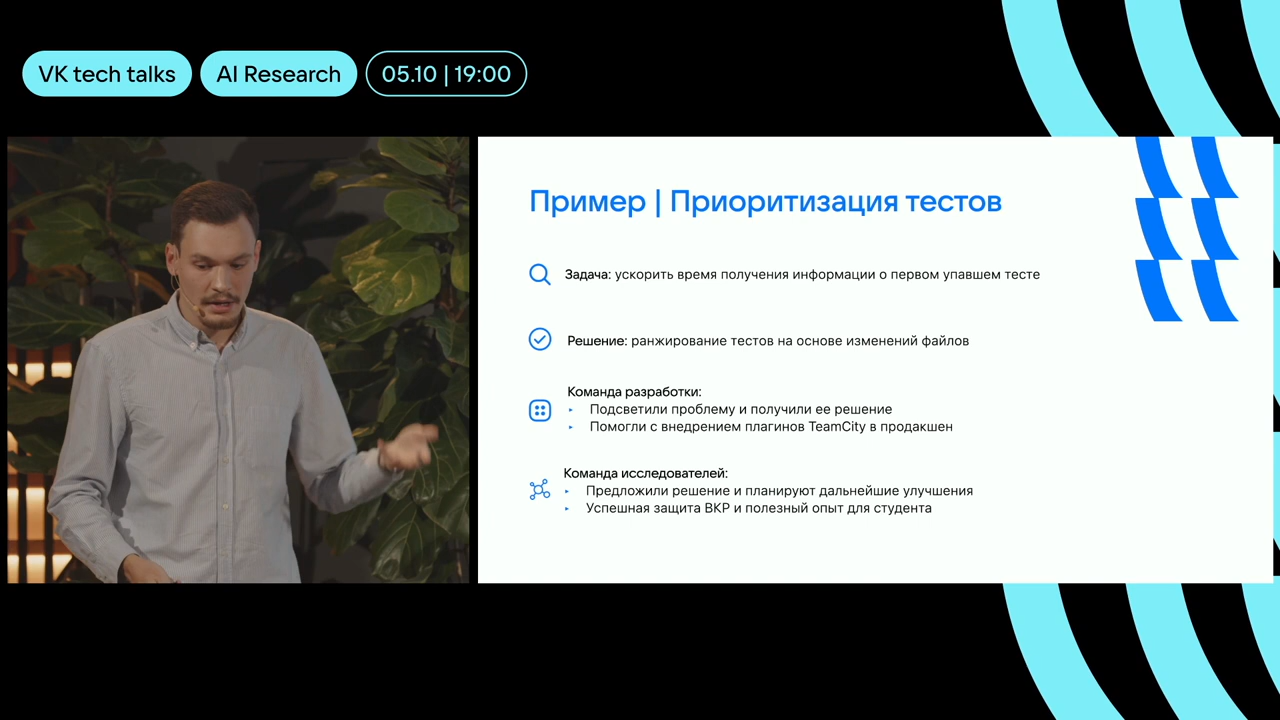 VK tech talks
AI Research
05.10 | 19:00
Пример | Приоритизация тестов
Задача: ускорить время получения информации о первом упавшем тесте
Решение: ранжирование тестов на основе изменений файлов
Команда разработки:
‣ Подсветили проблему и получили ее решение
‣ Помогли с внедрением плагинов TeamCity в продакшен
Команда исследователей:
‣ Предложили решение и планируют дальнейшие улучшения
‣ Успешная защита ВКР и полезный опыт для студента